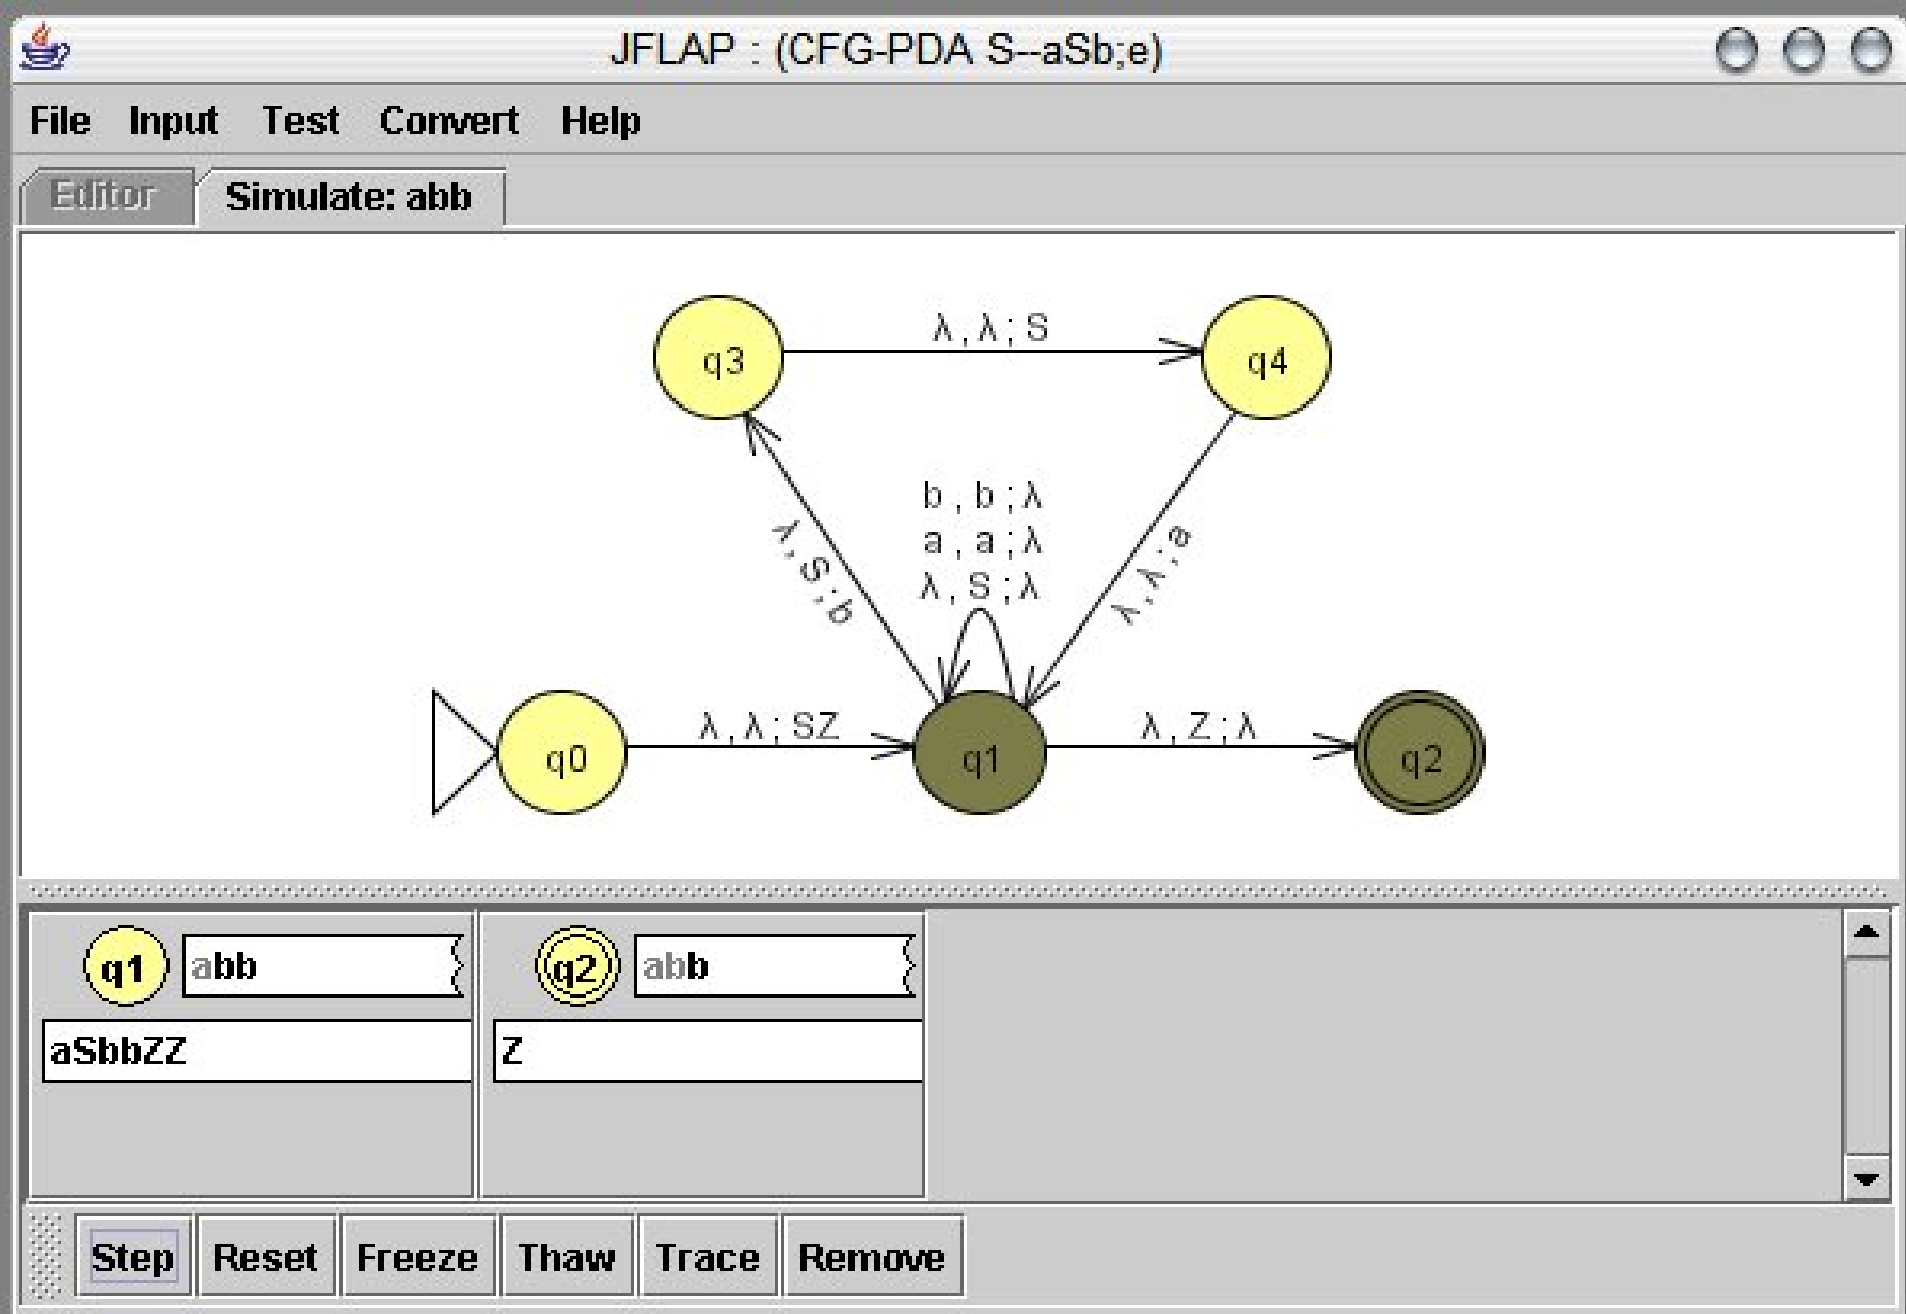 JFLAP : (CFG-PDA S--aSb;e)
File Input Test Convert Help
Editor Simulate: abb
q3
λ , λ ; S
q4
b , b ; λ
a , a ; λ
λ , S ; λ
λ , S ; b
λ , λ ; a
q0
λ , λ ; SZ
q1
λ , Z ; λ
q2
q1 abb
aSbbZZ
q2 abb
Z
Step Reset Freeze Thaw Trace Remove